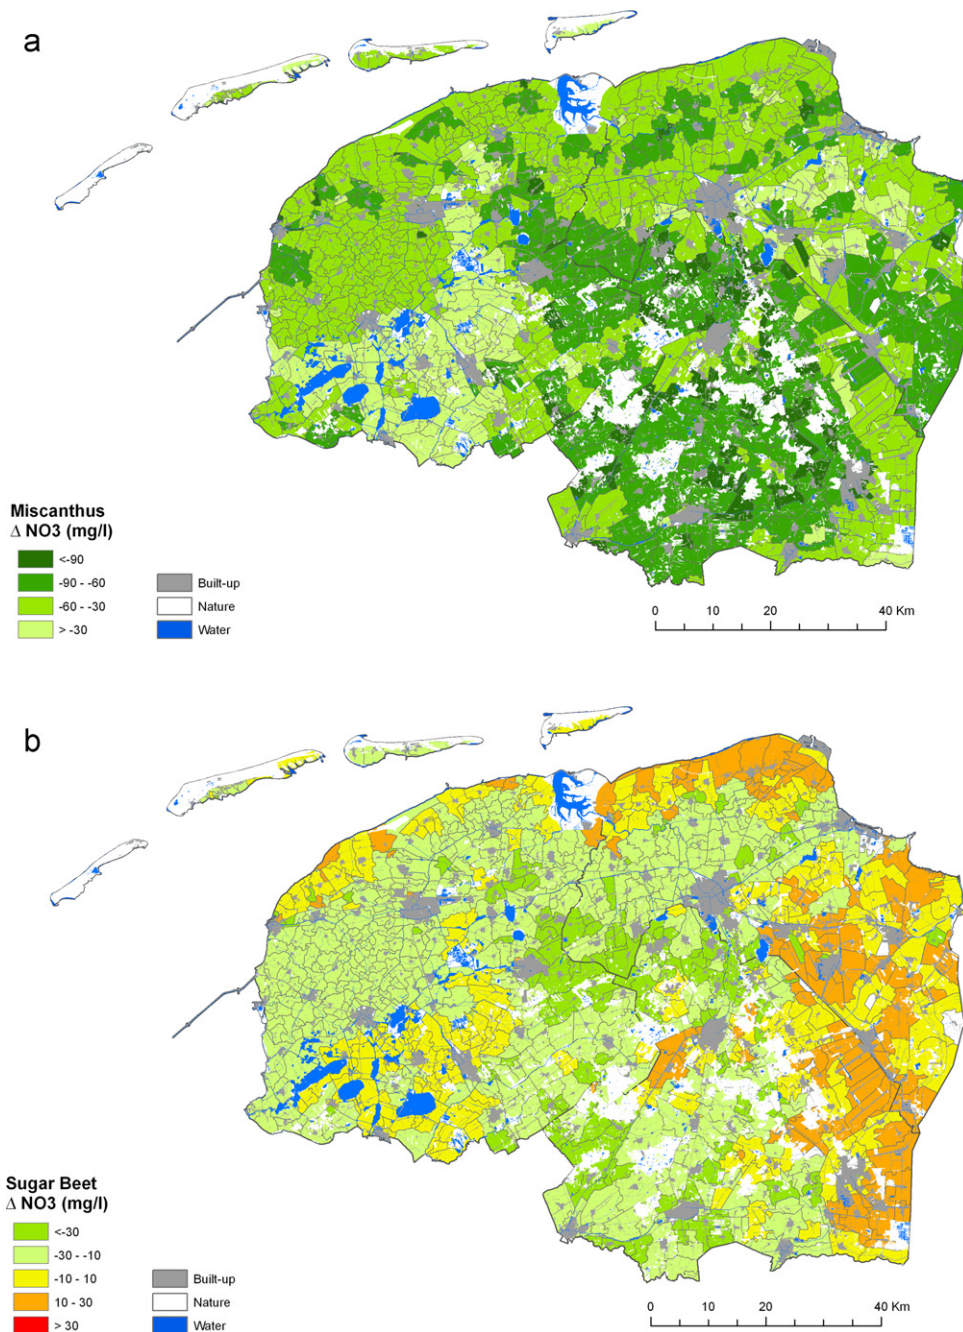 a
Miscanthus
Δ NO3 (mg/l)
<-90
-90 - -60
-60 - -30
> -30
Built-up
Nature
Water
0 10 20 40 Km
b
Sugar Beet
Δ NO3 (mg/l)
<-30
-30 - -10
-10 - 10
10 - 30
> 30
Built-up
Nature
Water
0 10 20 40 Km